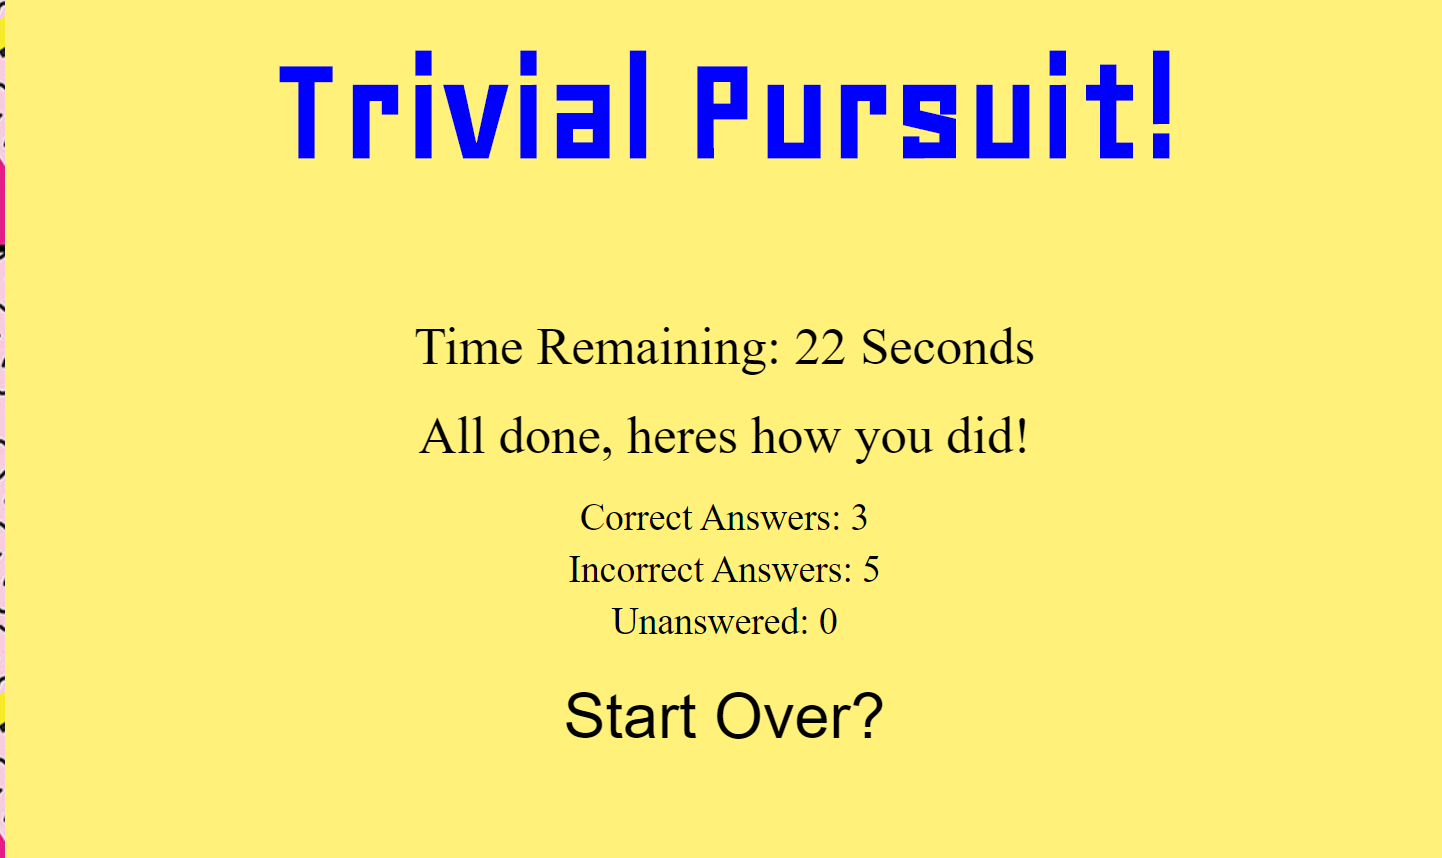 Trivial Pursuit!
Time Remaining: 22 Seconds
All done, heres how you did!
Correct Answers: 3
Incorrect Answers: 5
Unanswered: 0
Start Over?